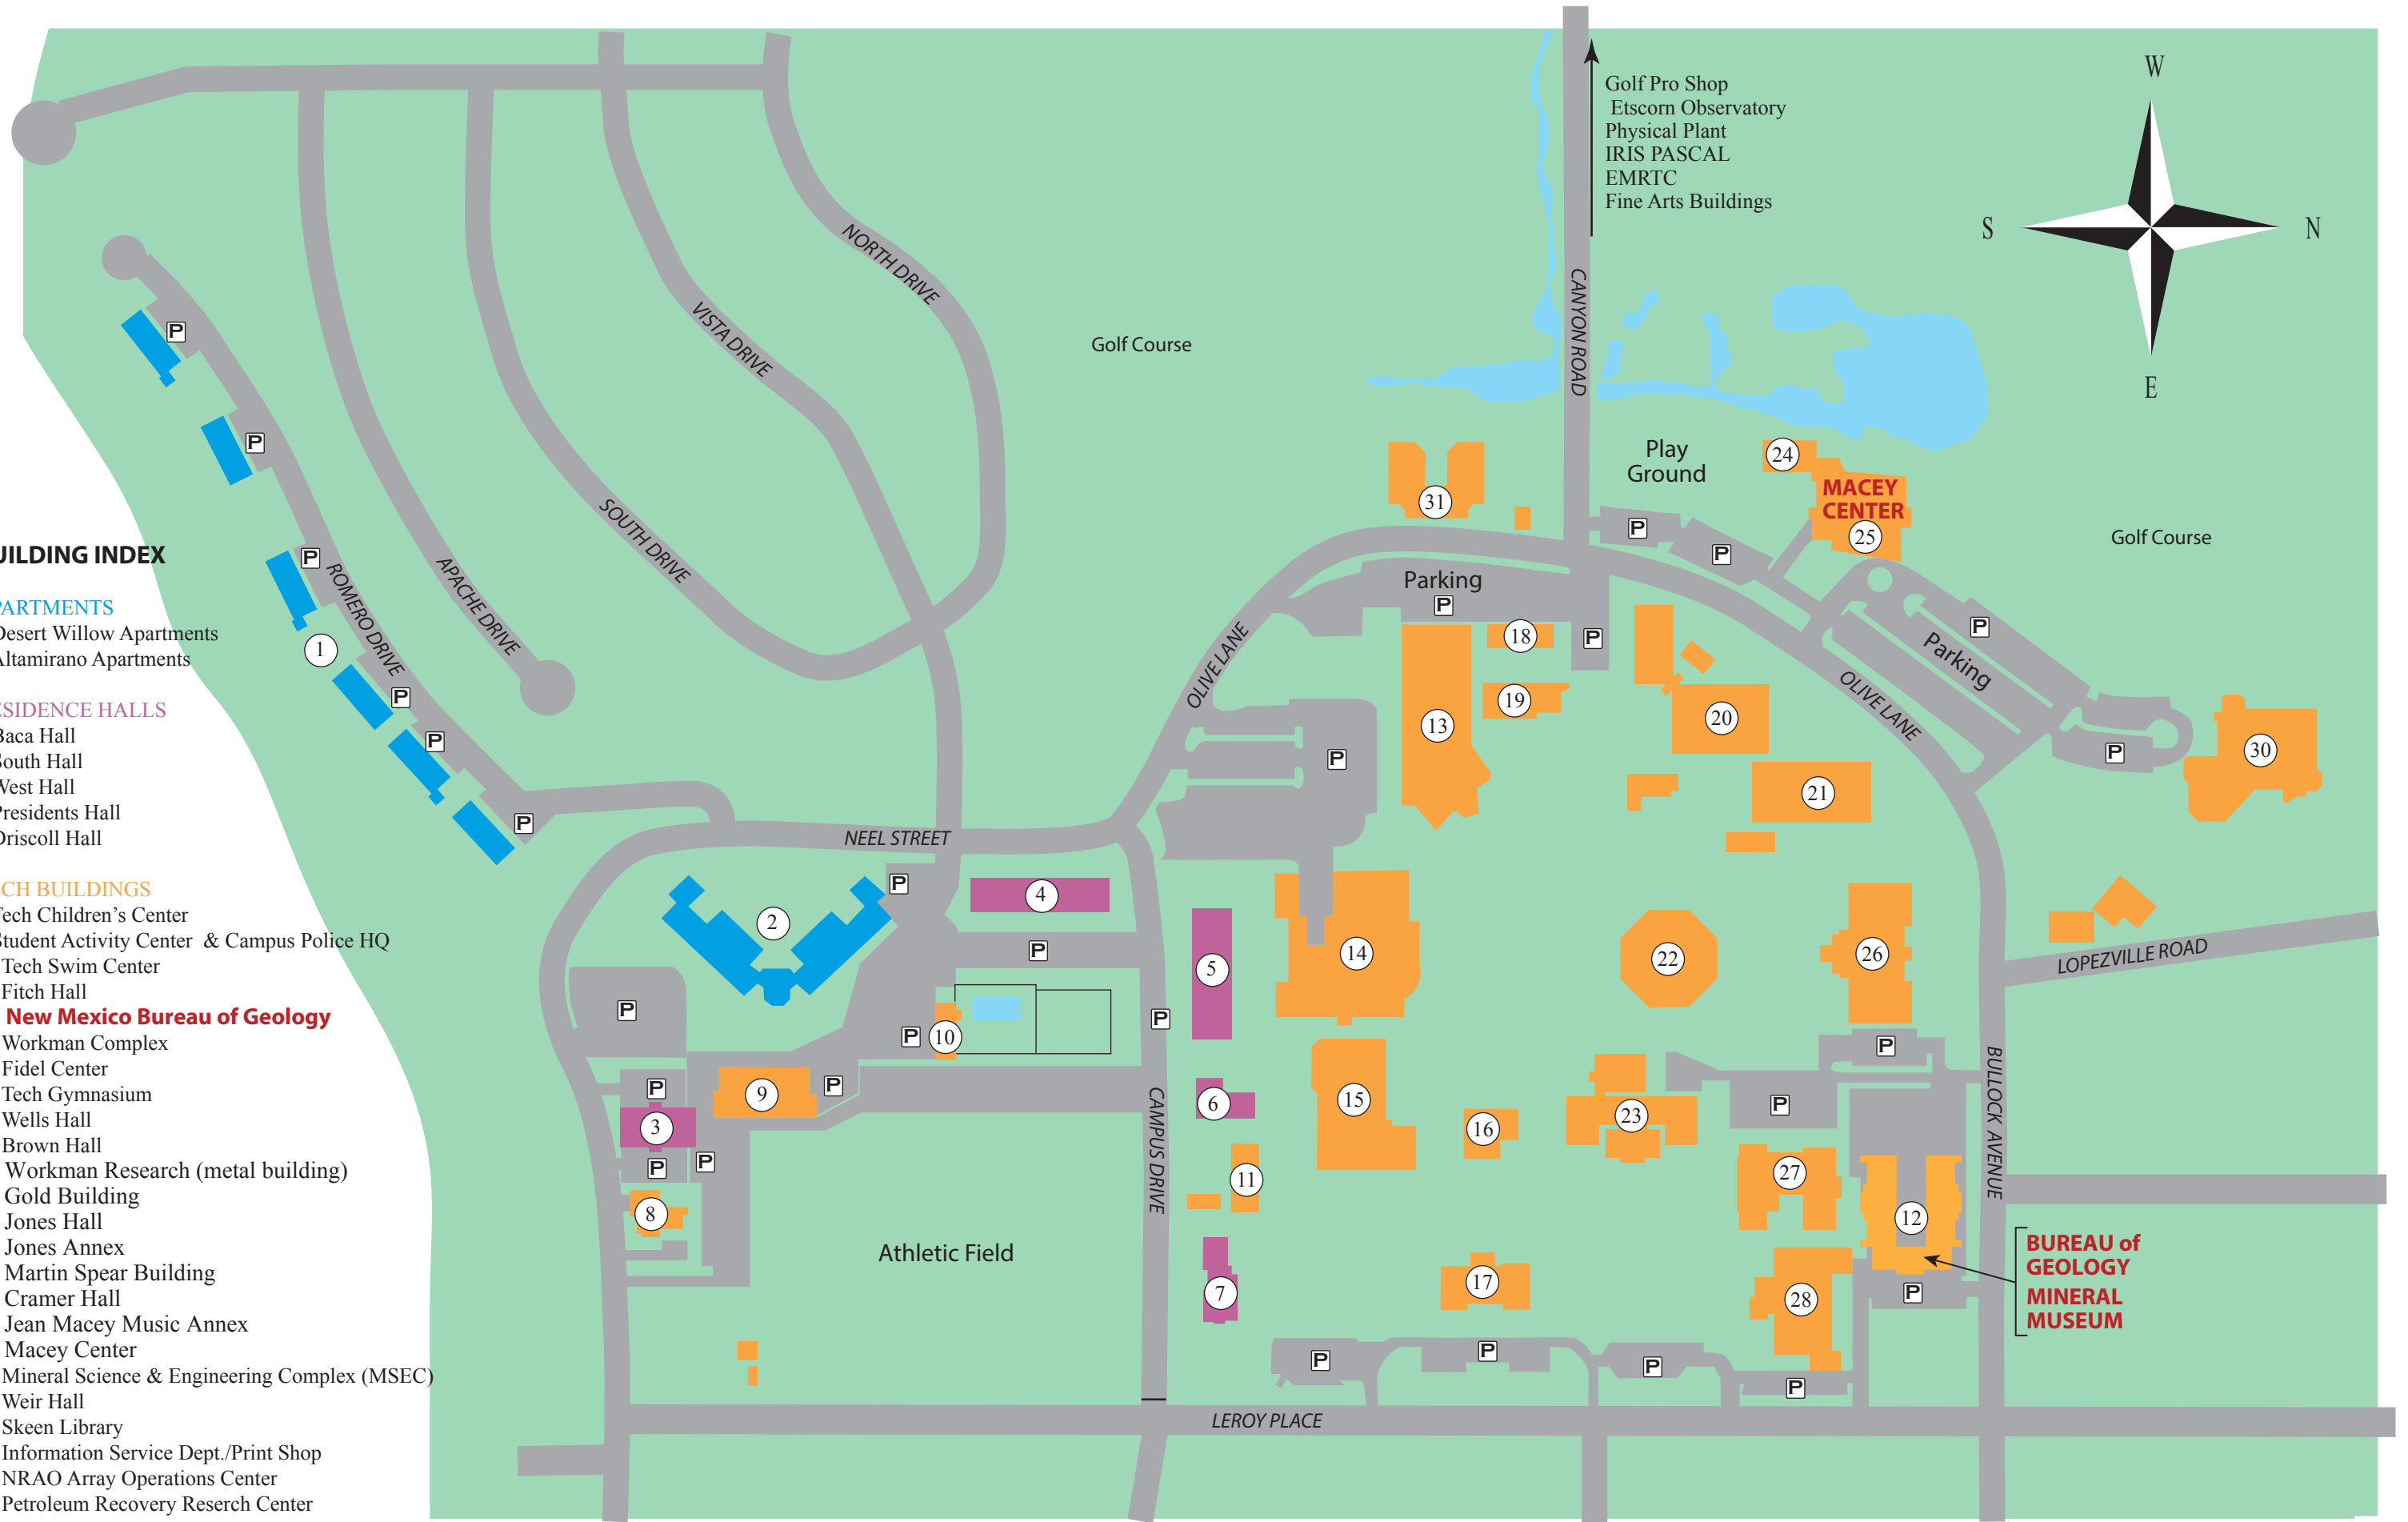 Golf Pro Shop
Etscorn Observatory
Physical Plant
IRIS PASCAL
EMRTC
Fine Arts Buildings
W
S
N
E
NORTH DRIVE
VISTA DRIVE
SOUTH DRIVE
APACHE DRIVE
ROMERO DRIVE
CANYON ROAD
Golf Course
Play
Ground
24
MACEY
CENTER
25
Golf Course
31
P
P
P
P
P
P
P
P
1
UILDING INDEX
PARTMENTS
Desert Willow Apartments
Altamirano Apartments
ESIDENCE HALLS
Baca Hall
South Hall
West Hall
Presidents Hall
Driscoll Hall
ECH BUILDINGS
Tech Children's Center
Student Activity Center & Campus Police HQ
Tech Swim Center
Fitch Hall
New Mexico Bureau of Geology
Workman Complex
Fidel Center
Tech Gymnasium
Wells Hall
Brown Hall
Workman Research (metal building)
Gold Building
Jones Hall
Jones Annex
Martin Spear Building
Cramer Hall
Jean Macey Music Annex
Macey Center
Mineral Science & Engineering Complex (MSEC)
Weir Hall
Skeen Library
Information Service Dept./Print Shop
NRAO Array Operations Center
Petroleum Recovery Reserch Center
Parking
P
18
P
P
Parking
OLIVE LANE
OLIVE LANE
19
13
20
P
21
P
30
NEEL STREET
P
4
2
P
5
14
22
26
LOPEZVILLE ROAD
P
P
10
P
P
P
9
P
3
P
P
8
6
15
16
23
P
27
11
12
CAMPUS DRIVE
BULLOCK AVENUE
Athletic Field
7
17
28
P
BUREAU of
GEOLOGY
MINERAL
MUSEUM
P
P
P
P
LEROY PLACE